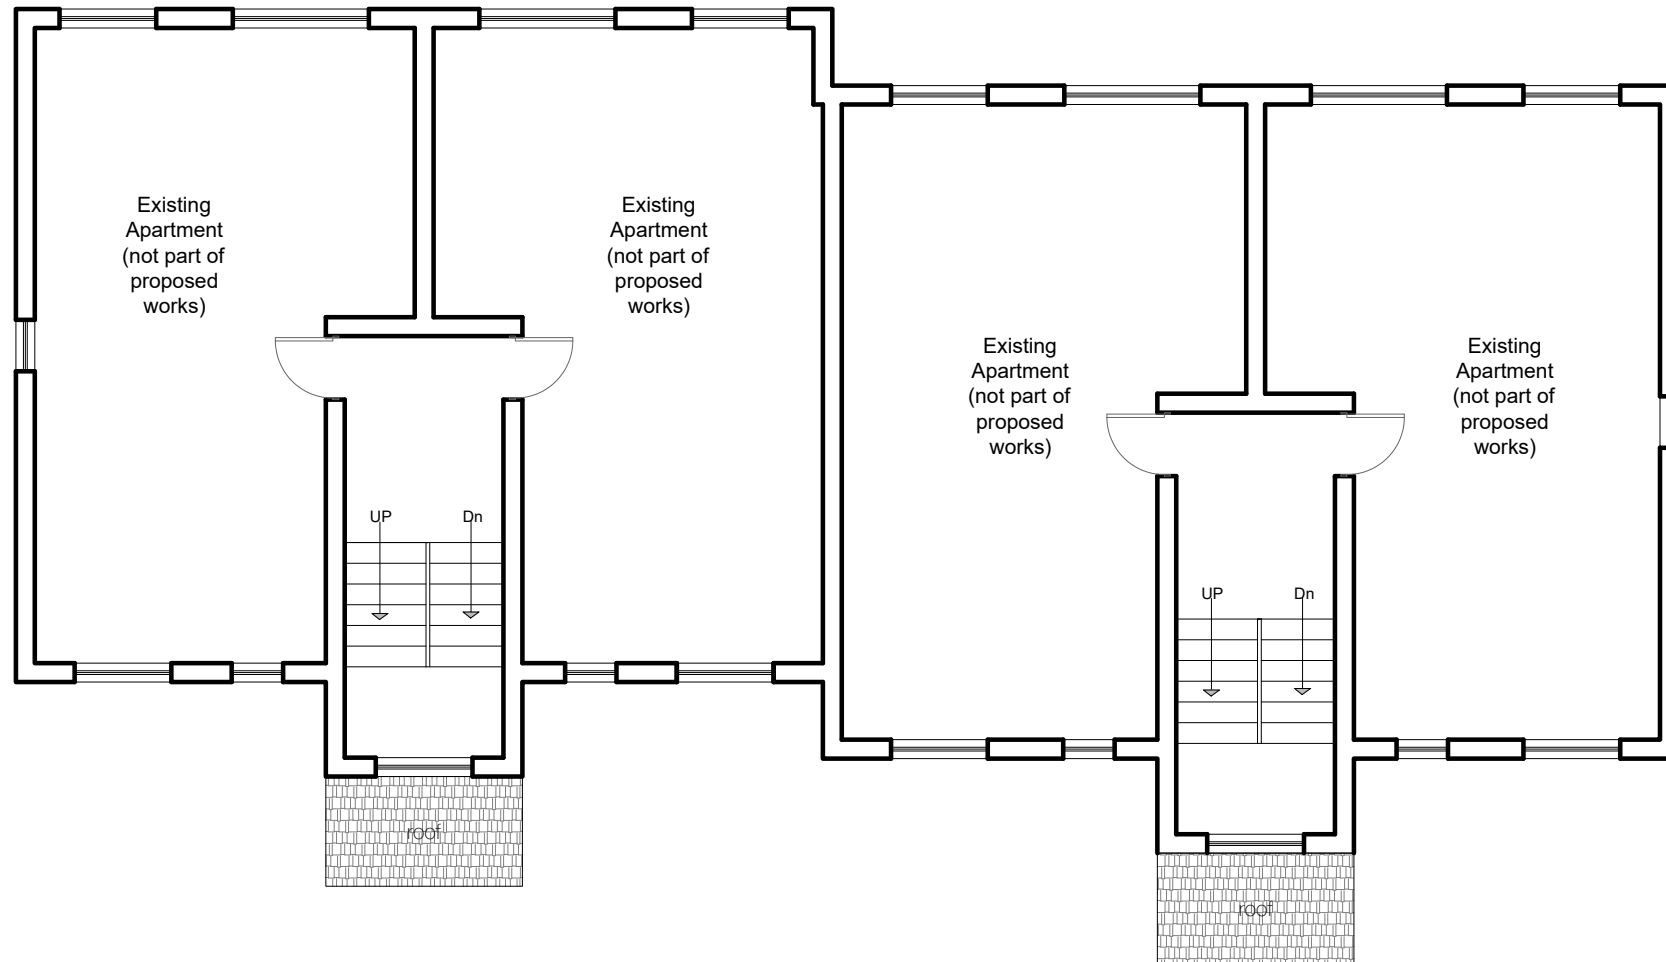 Existing
Apartment
(not part of
proposed
works)
Existing
Apartment
(not part of
proposed
works)
Existing
Apartment
(not part of
proposed
works)
Existing
Apartment
(not part of
proposed
works)
UP
Dn
UP
Dn
roof
roof